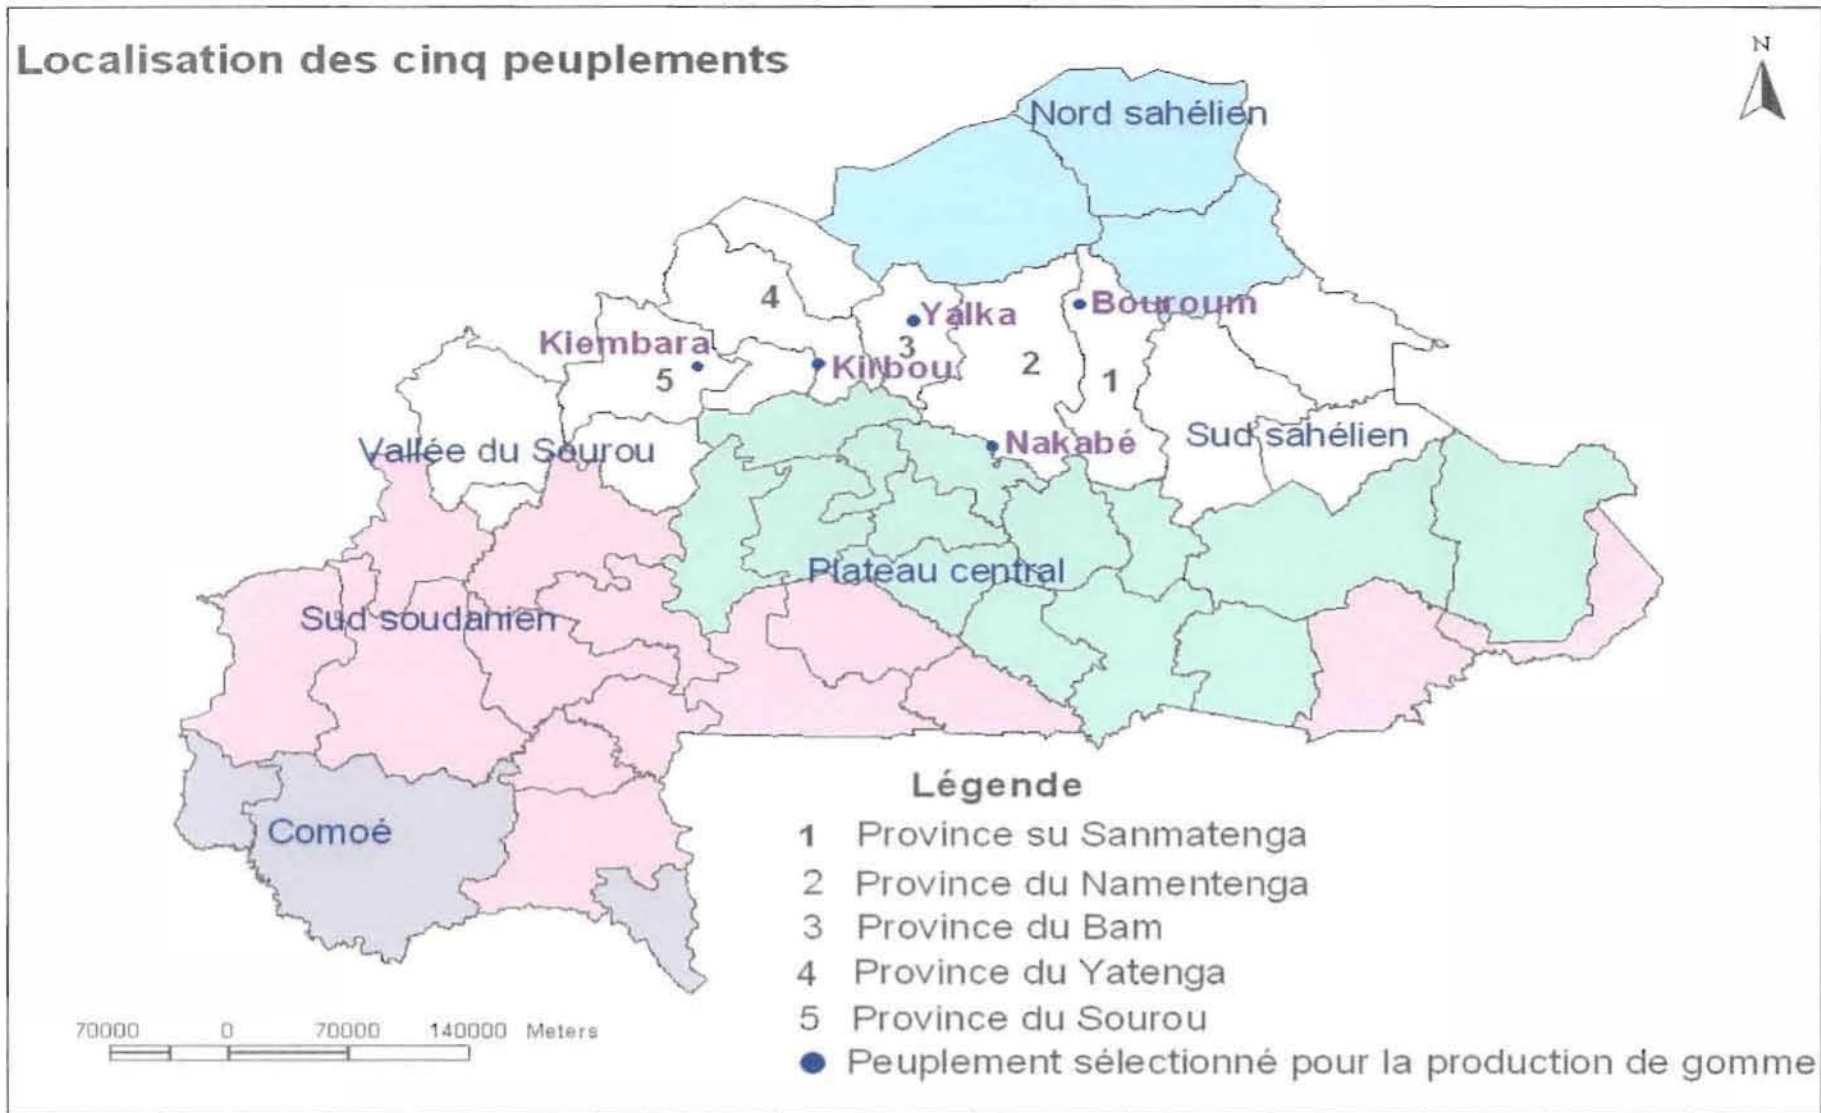 Localisation des cinq peuplements
N
Nord sahélien
4
Yalka
Bouroum
Kiembara
3
Kirbou
2
5
1
Vallée du Sourou
Nakabé
Sud sahélien
Plateau central
Sud soudanien
Comoé
Légende
1 Province su Sanmatenga
2 Province du Namentenga
3 Province du Bam
4 Province du Yatenga
5 Province du Sourou
Peuplement sélectionné pour la production de gomme
70000 0 70000 140000 Meters